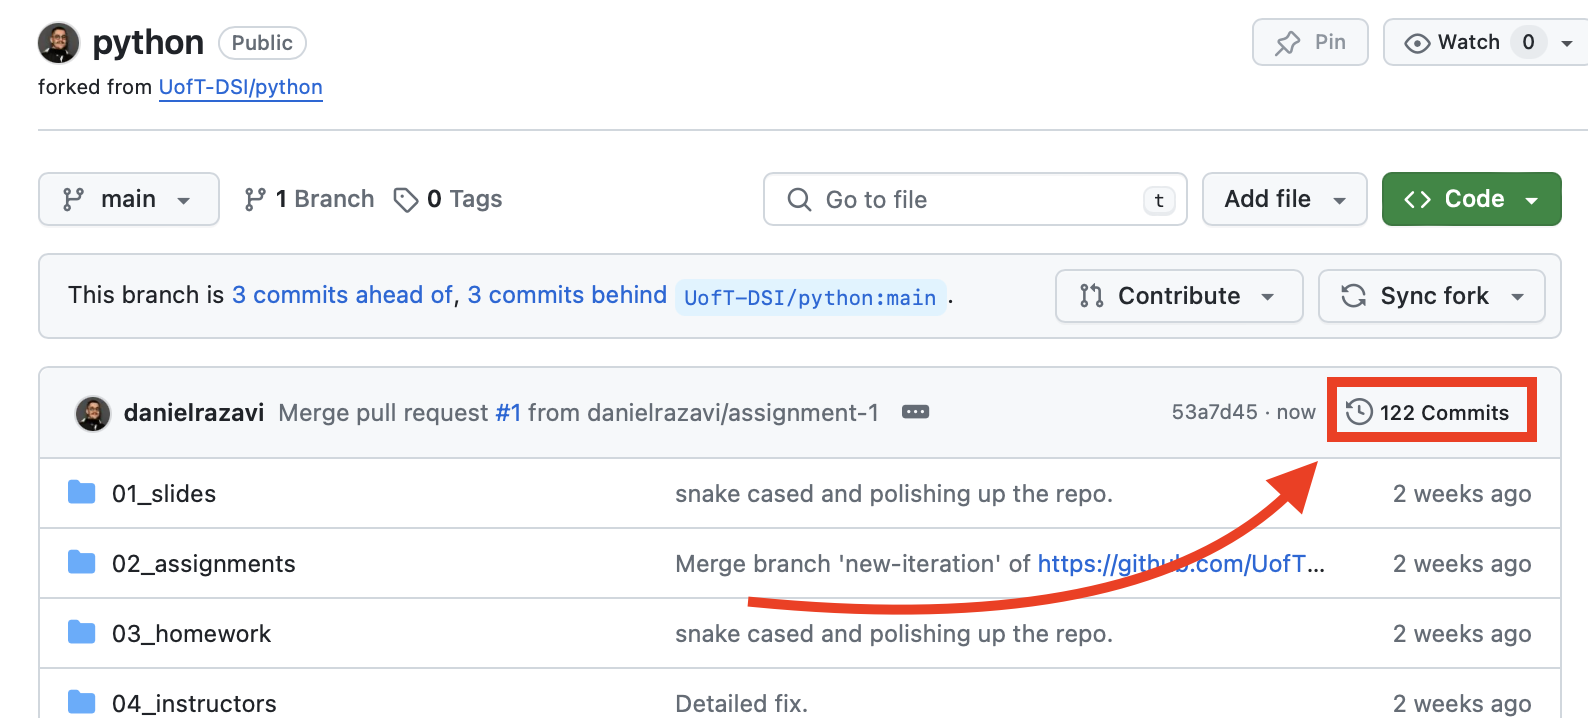 python Public Pin Watch 0
forked from UofT-DSI/python
main 1 Branch 0 Tags Go to file t Add file Code
This branch is 3 commits ahead of, 3 commits behind UofT-DSI/python:main . Contribute Sync fork
danielrazavi Merge pull request #1 from danielrazavi/assignment-1 53a7d45 · now 122 Commits
01_slides snake cased and polishing up the repo. 2 weeks ago
02_assignments Merge branch 'new-iteration' of https://github.com/UofT... 2 weeks ago
03_homework snake cased and polishing up the repo. 2 weeks ago
04_instructors Detailed fix. 2 weeks ago